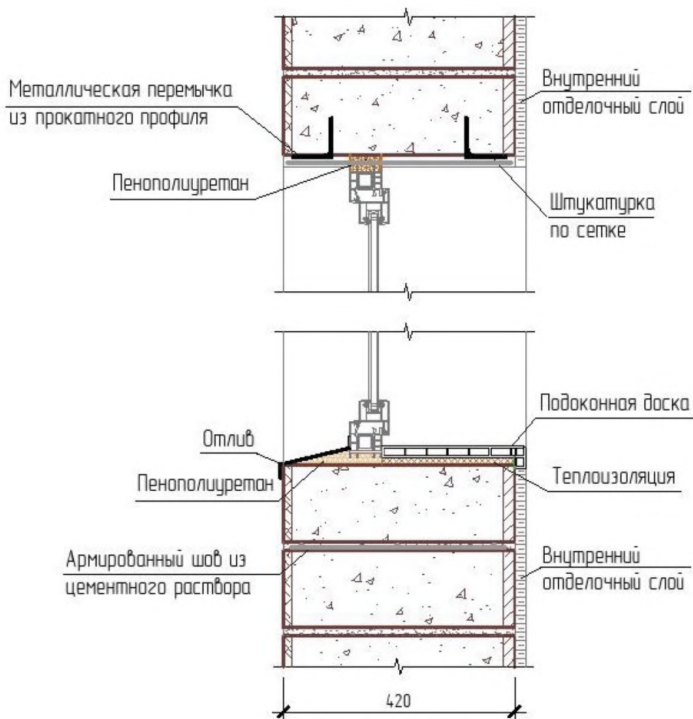 Металлическая перемычка
из прокатного профиля
Внутренний
отделочный слой
Пенополиуретан
Штукатурка
по сетке
Подоконная доска
Отлив
Пенополиуретан
Теплоизоляция
Армированный шов из
цементного раствора
Внутренний
отделочный слой
420